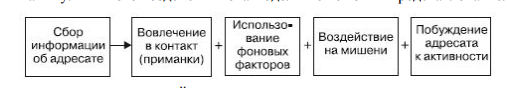 Сбор
информации
об адресате
Вовлечение
в контакт
(приманки)
+
Использо-
вание
фоновых
факторов
+
Воздействие
на мишени
+
Побуждение
адресата
к активности